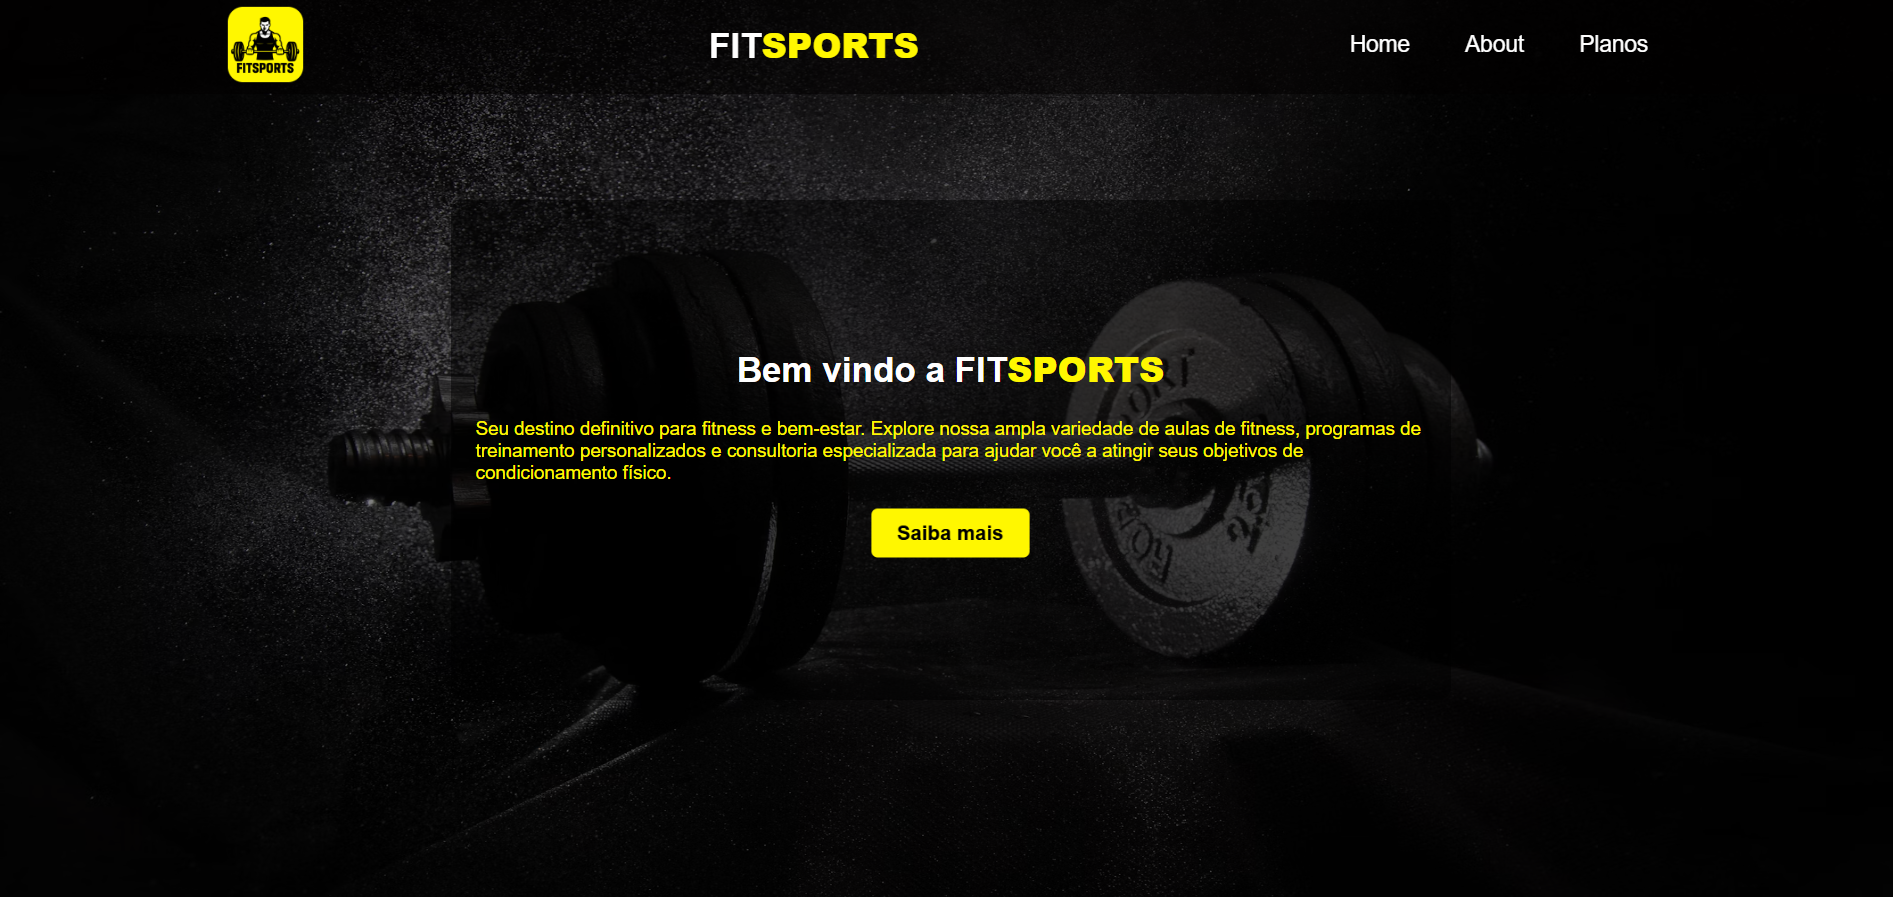 FITSPORTS
FITSPORTS
Home
About
Planos
Bem vindo a FITSPORTS
Seu destino definitivo para fitness e bem-estar. Explore nossa ampla variedade de aulas de fitness, programas de
treinamento personalizados e consultoria especializada para ajudar você a atingir seus objetivos de
condicionamento físico.
Saiba mais